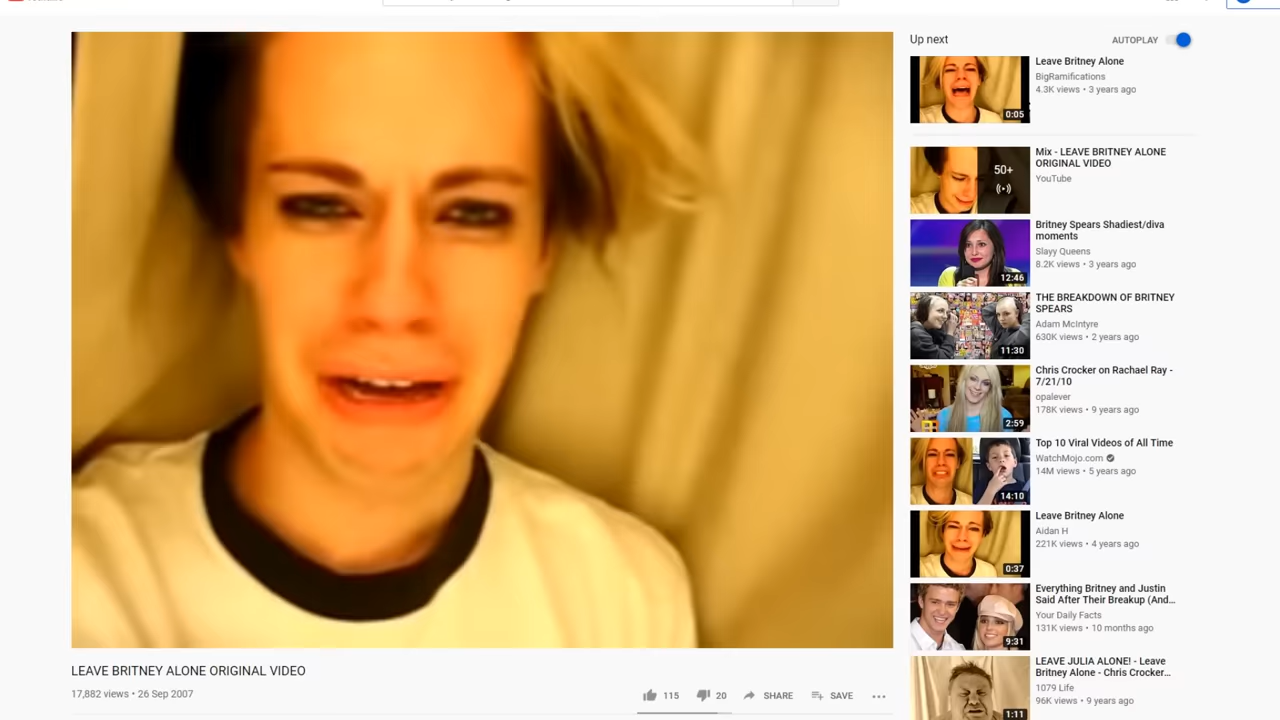 Up next
AUTOPLAY
Leave Britney Alone
BigRamifications
4.3K views • 3 years ago
0:05
Mix - LEAVE BRITNEY ALONE
ORIGINAL VIDEO
YouTube
50+
Britney Spears Shadiest/diva
moments
Slayy Queens
8.2K views • 3 years ago
12:46
THE BREAKDOWN OF BRITNEY
SPEARS
Adam McIntyre
630K views • 2 years ago
11:30
Chris Crocker on Rachael Ray -
7/21/10
opalever
178K views • 9 years ago
2:59
Top 10 Viral Videos of All Time
WatchMojo.com
14M views • 5 years ago
14:10
Leave Britney Alone
Aidan H
221K views • 4 years ago
0:37
Everything Britney and Justin
Said After Their Breakup (And...
Your Daily Facts
131K views • 10 months ago
9:31
LEAVE JULIA ALONE! - Leave
Britney Alone - Chris Crocker...
1079 Life
96K views • 9 years ago
1:11
LEAVE BRITNEY ALONE ORIGINAL VIDEO
17,882 views • 26 Sep 2007
115
20
SHARE
SAVE